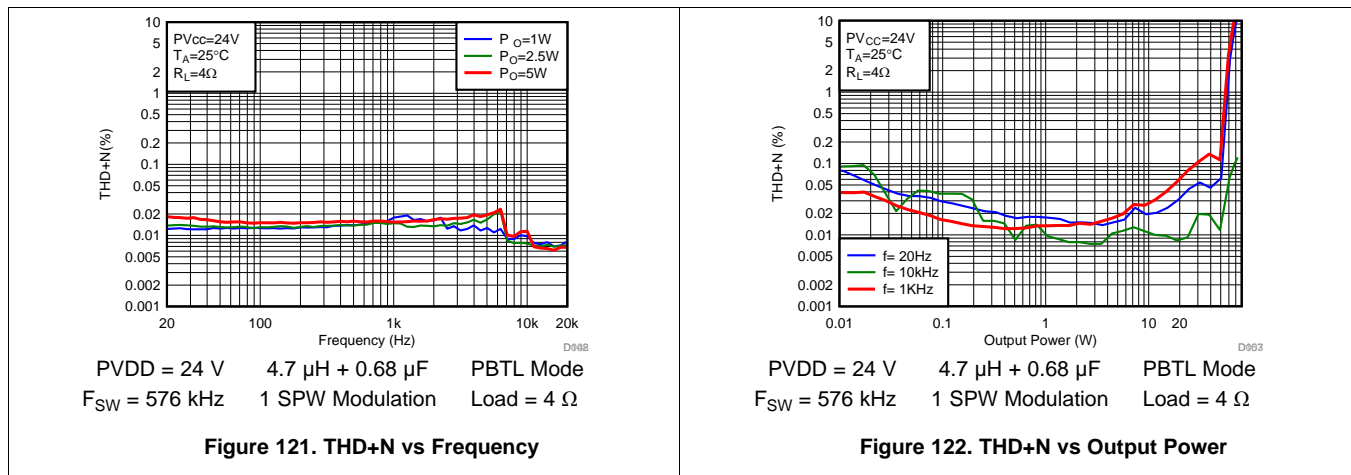 10
5
2
1
0.5
0.2
0.1
0.05
0.02
0.01
0.005
0.002
0.001
THD+N(%)
PVCC=24V
TA=25°C
RL=4Ω
P O=1W
PO=2.5W
PO=5W
20
100
1k
10k
20k
Frequency (Hz)
PVDD = 24 V 4.7 µH + 0.68 µF PBTL Mode
FSW = 576 kHz 1 SPW Modulation Load = 4 Ω
Figure 121. THD+N vs Frequency
10
5
2
1
0.5
0.2
0.1
0.05
0.02
0.01
0.005
0.002
0.001
THD+N (%)
PVCC=24V
TA=25°C
RL=4Ω
f= 20Hz
f= 10kHz
f= 1KHz
0.01
0.1
1
10
20
Output Power (W)
PVDD = 24 V 4.7 µH + 0.68 µF PBTL Mode
FSW = 576 kHz 1 SPW Modulation Load = 4 Ω
Figure 122. THD+N vs Output Power